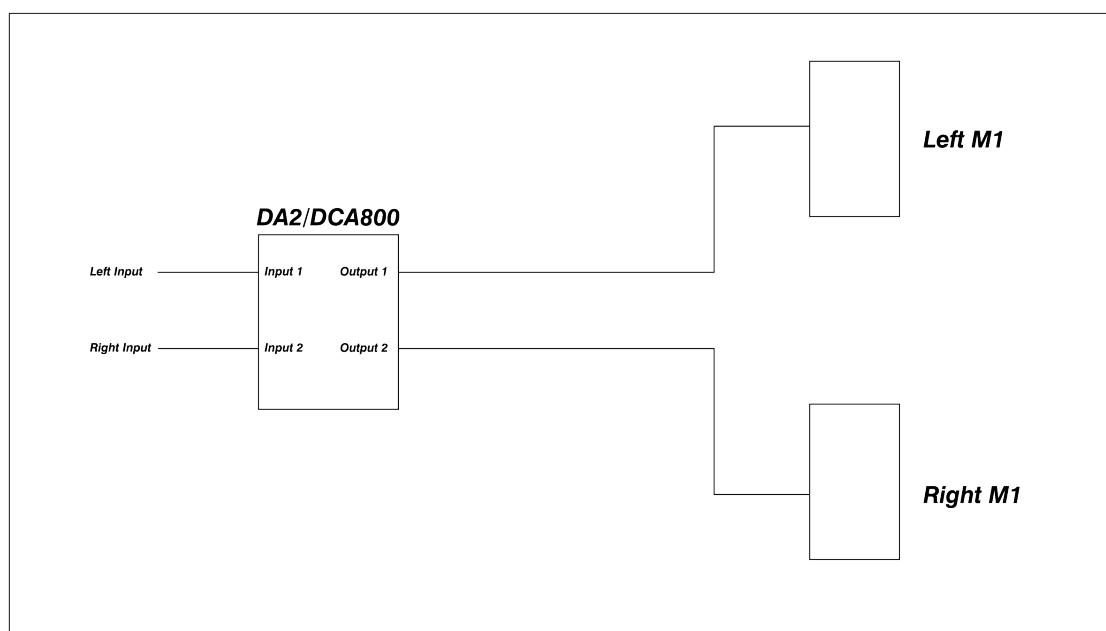 Left M1
DA2/DCA800
Left Input
Input 1
Output 1
Right Input
Input 2
Output 2
Right M1